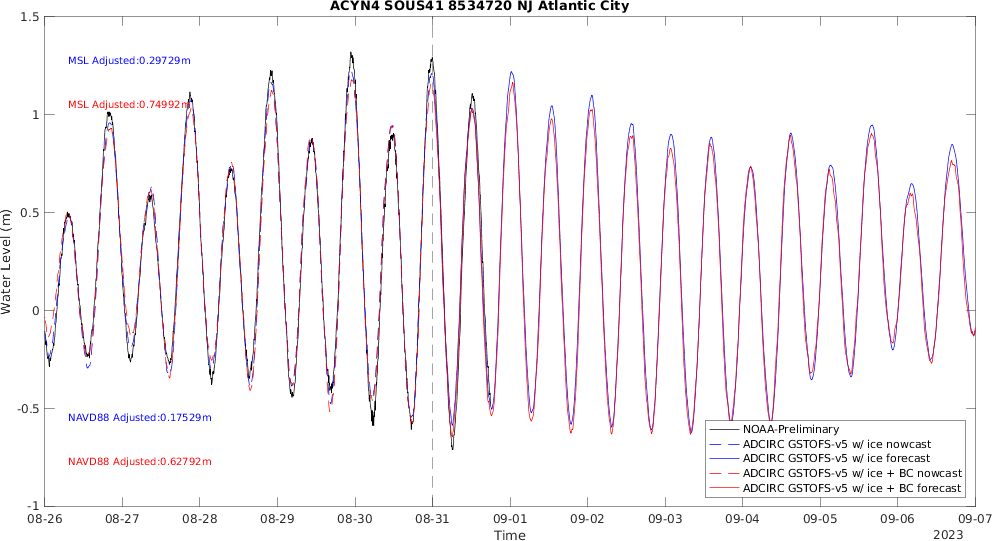 ACYN4 SOUS41 8534720 NJ Atlantic City
1.5
MSL Adjusted:0.29729m
MSL Adjusted:0.74992m
1
0.5
Water Level (m)
0
-0.5
NAVD88 Adjusted:0.17529m
NAVD88 Adjusted:0.62792m
NOAA-Preliminary
ADCIRC GSTOFS-v5 w/ ice nowcast
ADCIRC GSTOFS-v5 w/ ice forecast
ADCIRC GSTOFS-v5 w/ ice + BC nowcast
ADCIRC GSTOFS-v5 w/ ice + BC forecast
-1
08-26 08-27 08-28 08-29 08-30 08-31 09-01 09-02 09-03 09-04 09-05 09-06 09-07
Time
2023